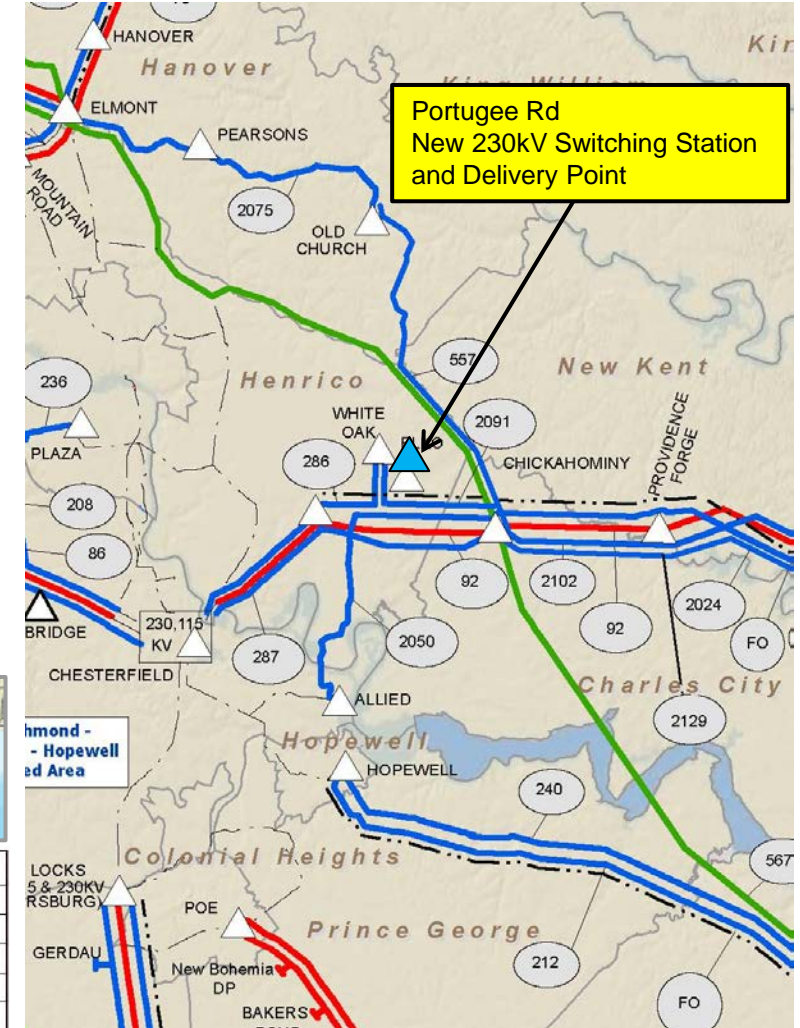 HANOVER
Hanover
ELMONT
PEARSONS
MOUNTAIN
ROAD
2075
OLD
CHURCH
Portugee Rd
New 230kV Switching Station
and Delivery Point
557
New Kent
Henrico
236
PLAZA
WHITE
OAK
2091
CHICKAHOMINY
PROVIDENCE
FORGE
286
208
86
92
2102
92
2024
FO
BRIDGE
230,115
KV
CHESTERFIELD
287
2050
2129
Charles City
ALLIED
hmond -
- Hopewell
ed Area
Hopewell
HOPEWELL
240
567
LOCKS
5 & 230KV
RSBURG)
Colonial Heights
POE
Prince George
GERDAU
New Bohemia
DP
212
FO
BAKERS